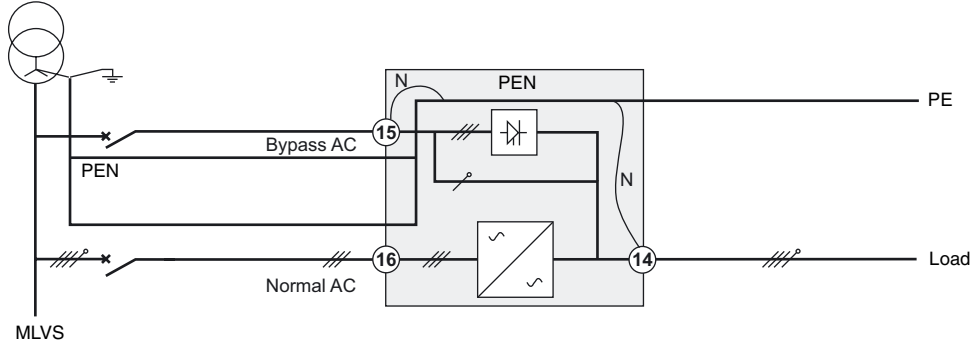 N
PEN
PE
15
Bypass AC
PEN
N
16
14
Load
Normal AC
MLVS